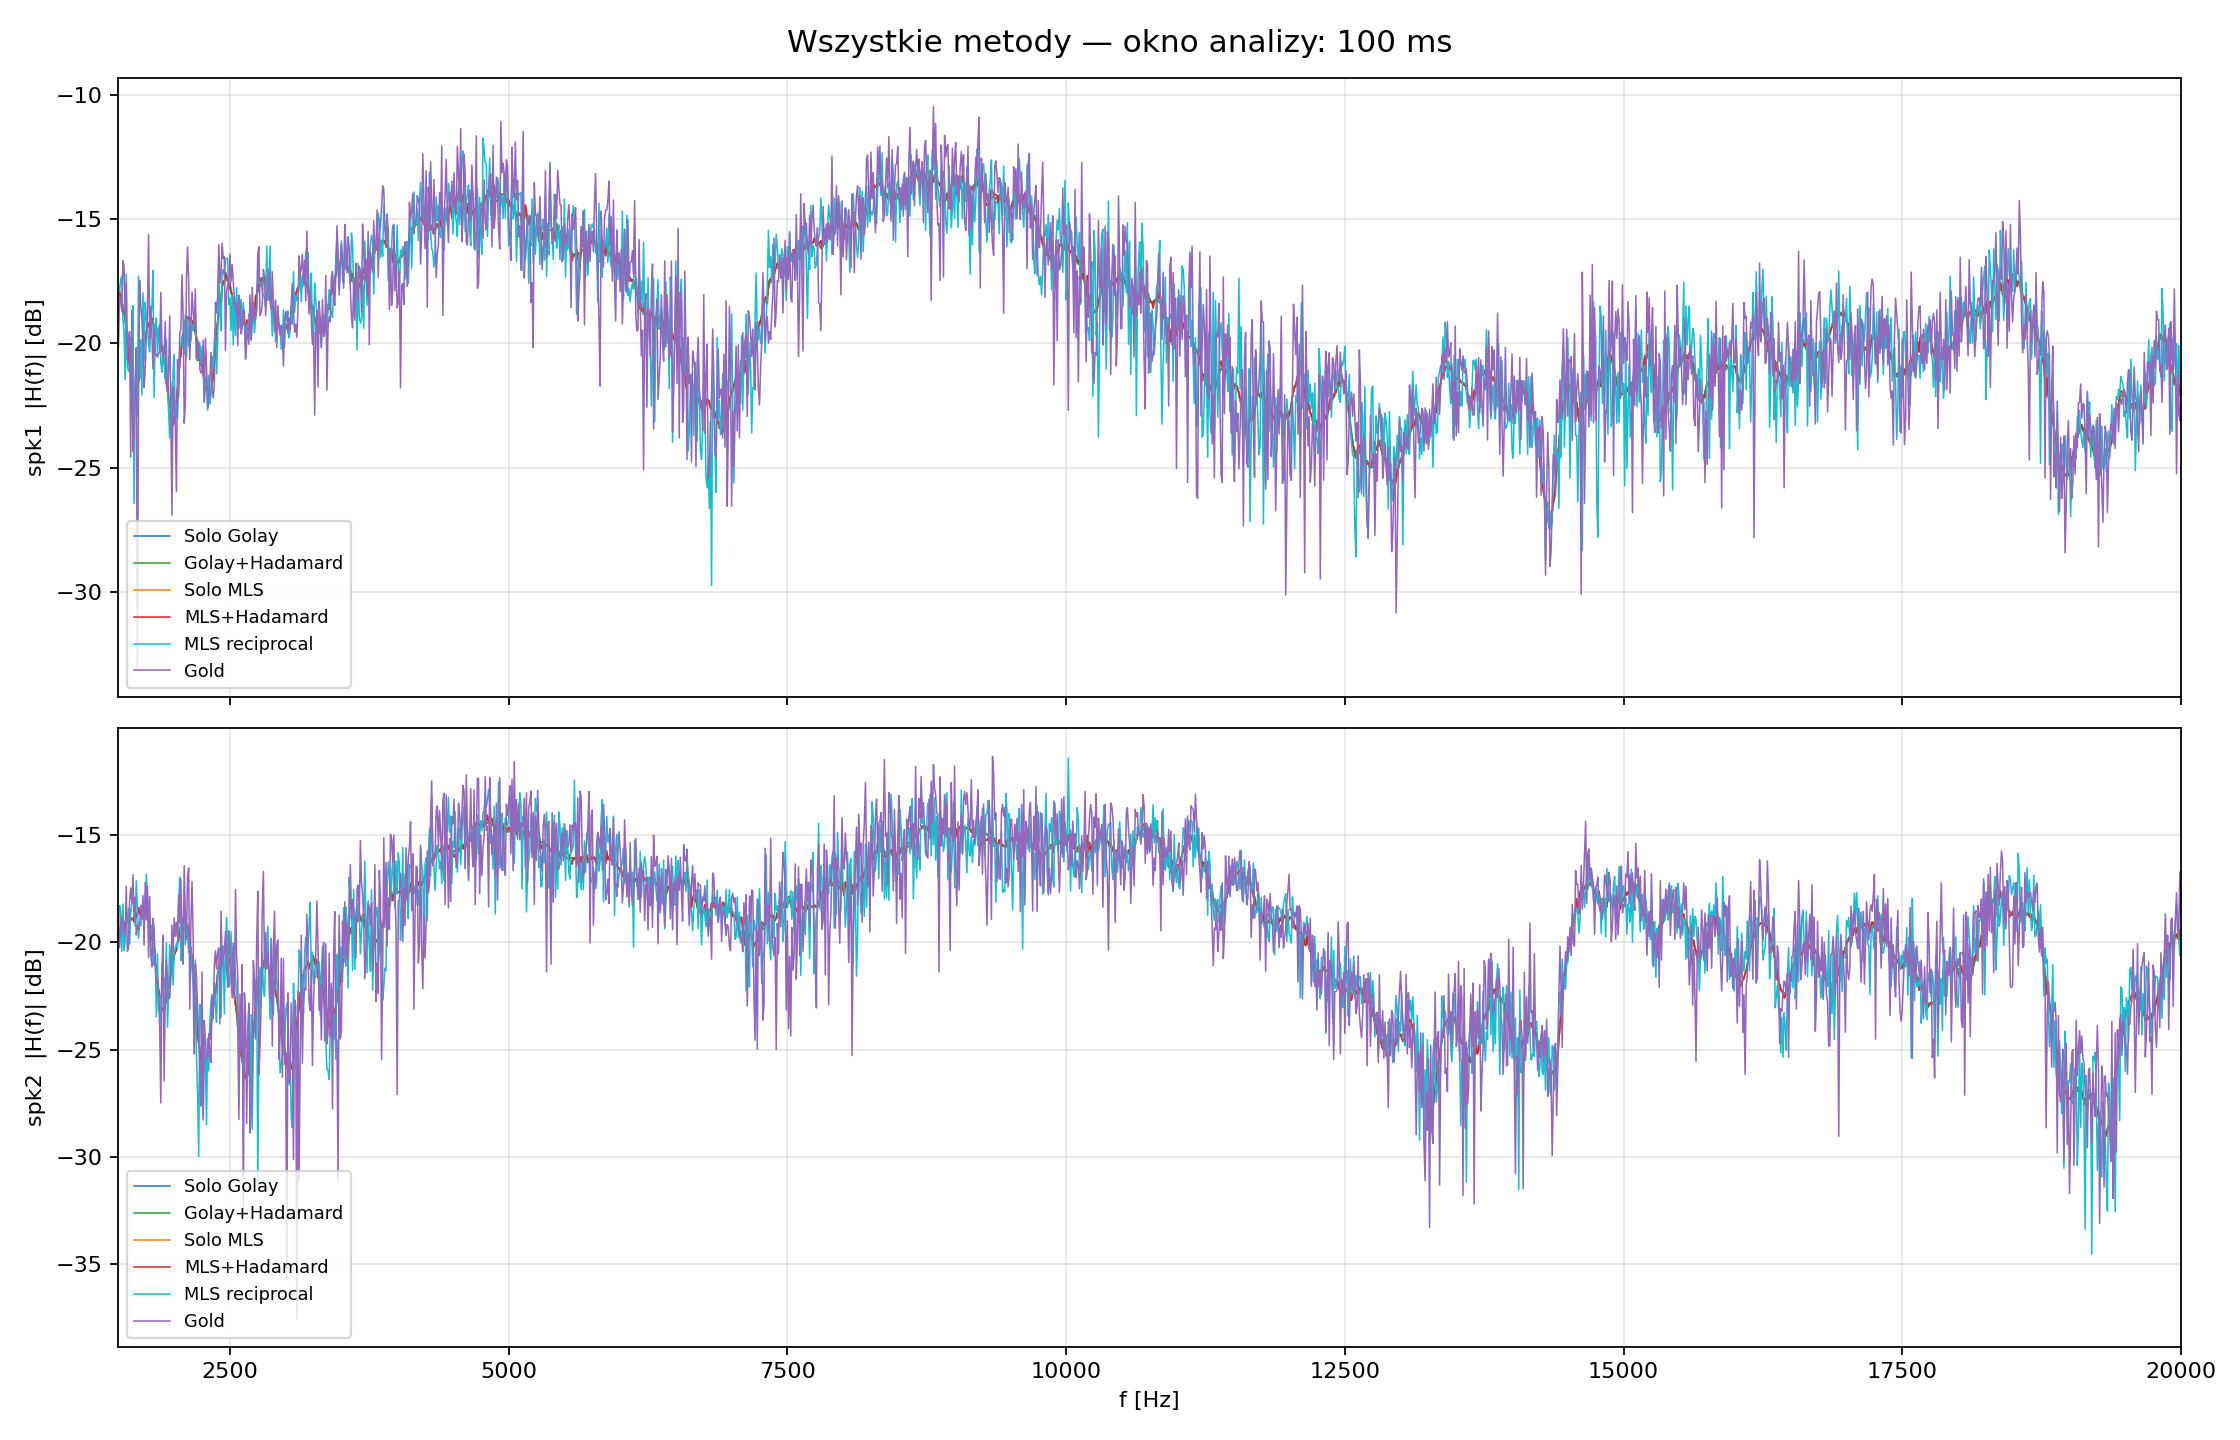 Wszystkie metody — okno analizy: 100 ms
−10
−15
−20
−25
−30
spk1 |H(f)| [dB]
Solo Golay
Golay+Hadamard
Solo MLS
MLS+Hadamard
MLS reciprocal
Gold
−15
−20
−25
−30
−35
spk2 |H(f)| [dB]
Solo Golay
Golay+Hadamard
Solo MLS
MLS+Hadamard
MLS reciprocal
Gold
2500 5000 7500 10000 12500 15000 17500 20000
f [Hz]